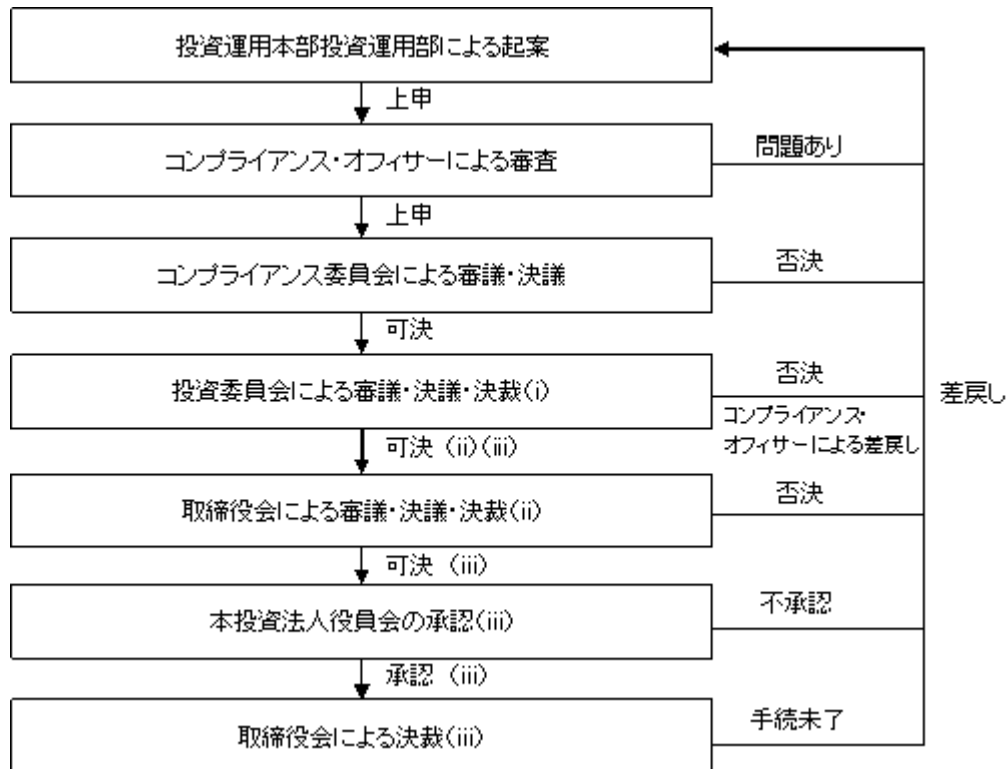 投資運用本部投資運用部による起案
上申
コンプライアンス・オフィサーによる審査
問題あり
上申
コンプライアンス委員会による審議・決議
否決
可決
投資委員会による審議・決議・決裁(i)
否決
差戻し
コンプライアンス・
オフィサーによる差戻し
可決 (ii)(iii)
取締役会による審議・決議・決裁(ii)
否決
可決 (iii)
本投資法人役員会の承認(iii)
不承認
承認 (iii)
取締役会による決裁(iii)
手続未了